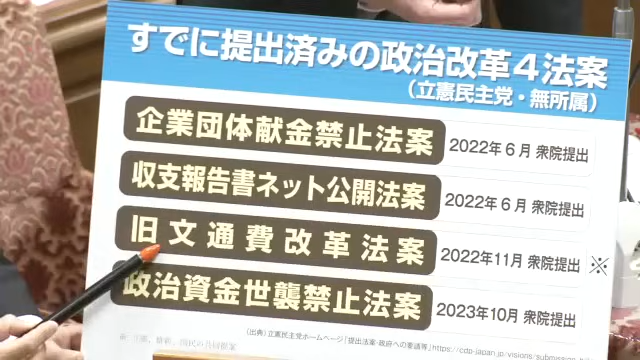 すでに提出済みの政治改革4法案
(立憲民主党・無所属)
企業団体献金禁止法案 2022年6月 衆院提出
収支報告書ネット公開法案 2022年6月 衆院提出
旧文通費改革法案 2022年11月 衆院提出 ※
政治資金世襲禁止法案 2023年10月 衆院提出
(出典)立憲民主党ホームページ「提出法案・政府への要請等」https://cdp-japan.jp/visions/submission